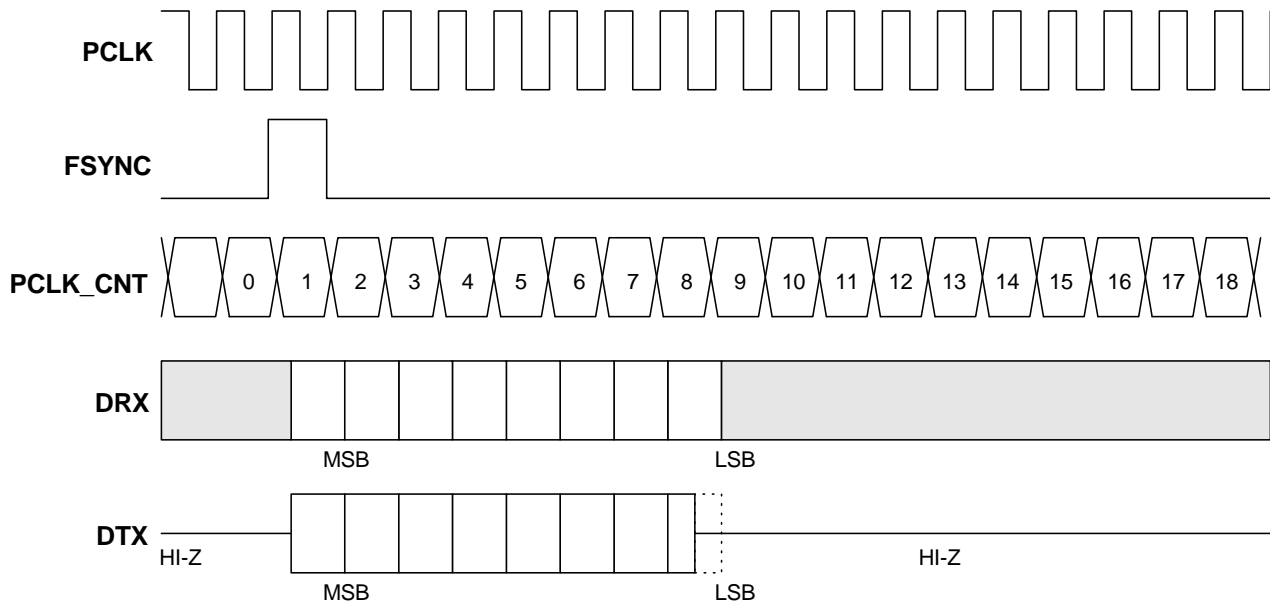 PCLK
FSYNC
PCLK_CNT 0 1 2 3 4 5 6 7 8 9 10 11 12 13 14 15 16 17 18
DRX
MSB LSB
DTX
HI-Z HI-Z
MSB LSB